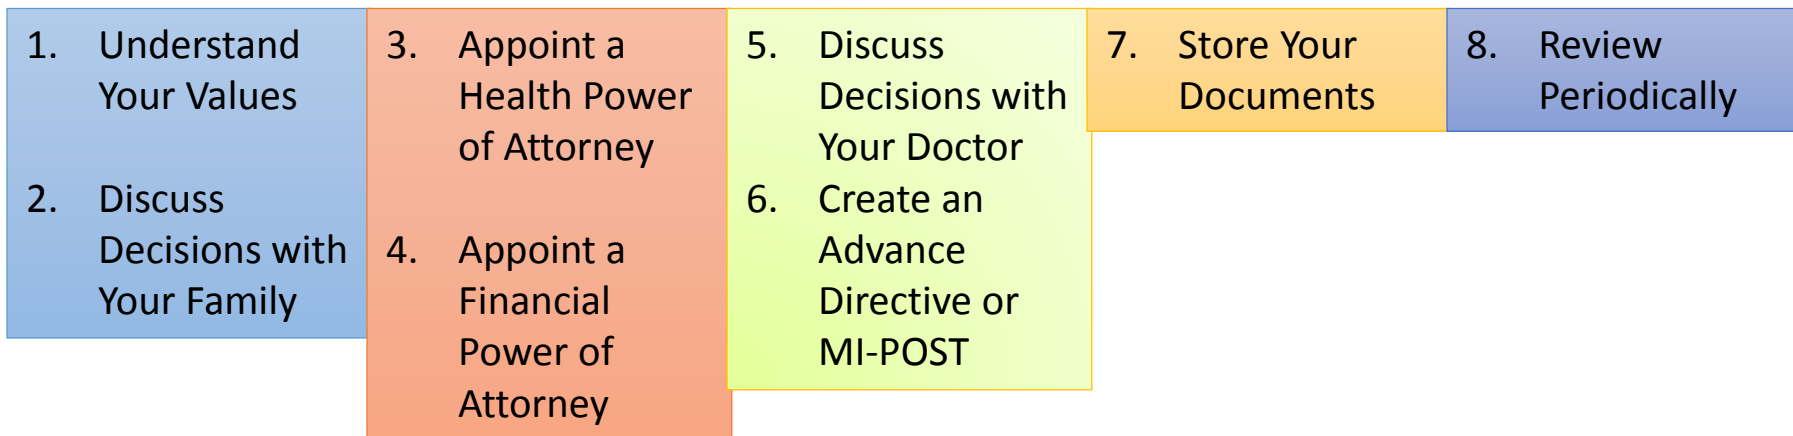 1. Understand
Your Values
2. Discuss
Decisions with
Your Family
3. Appoint a
Health Power
of Attorney
4. Appoint a
Financial
Power of
Attorney
5. Discuss
Decisions with
Your Doctor
6. Create an
Advance
Directive or
MI-POST
7. Store Your
Documents
8. Review
Periodically